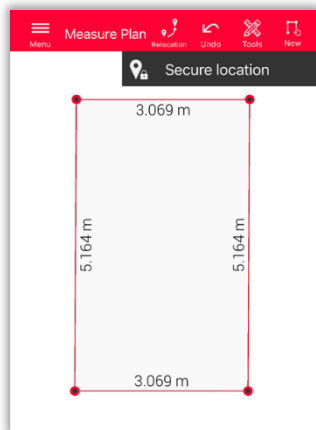 Measure Plan
Menu
Relocation
Undo
Tools
New
Secure location
3.069 m
5.164 m
5.164 m
3.069 m